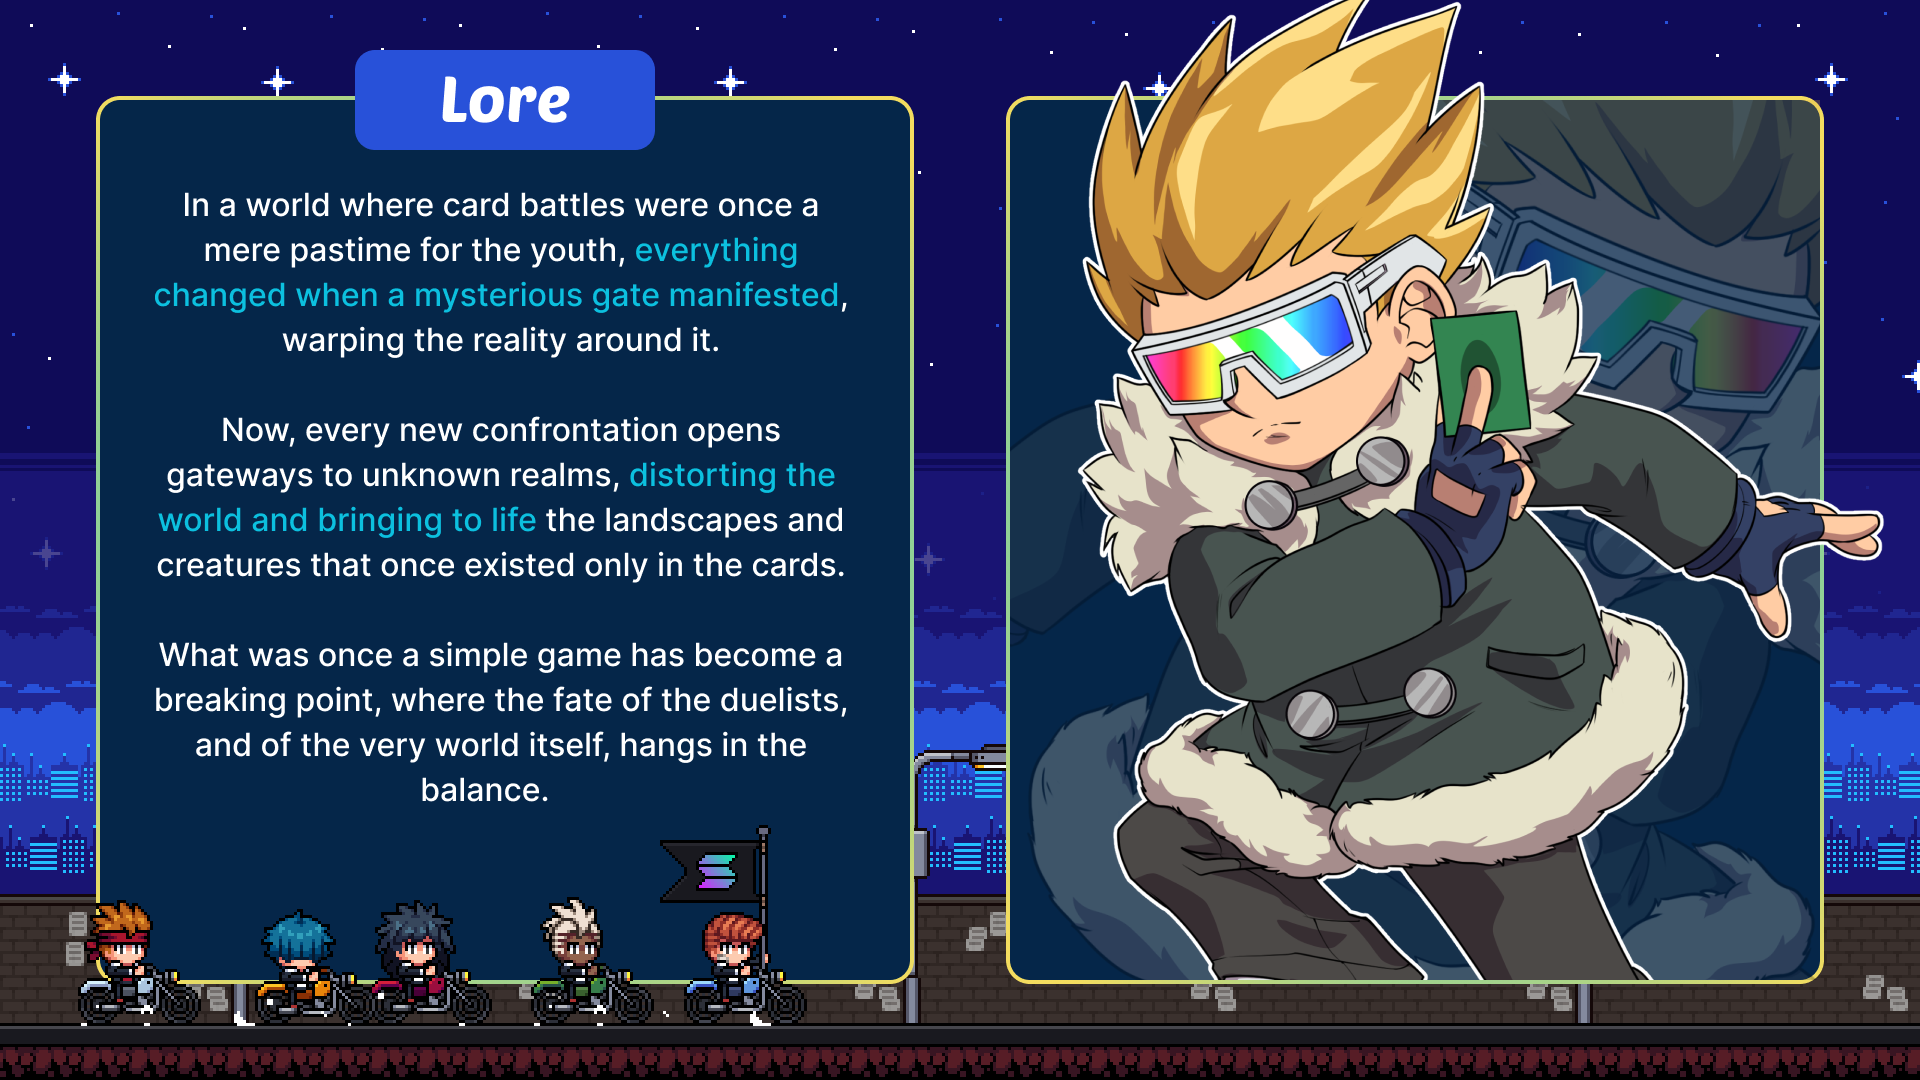 Lore
In a world where card battles were once a
mere pastime for the youth, everything
changed when a mysterious gate manifested,
warping the reality around it.
Now, every new confrontation opens
gateways to unknown realms, distorting the
world and bringing to life the landscapes and
creatures that once existed only in the cards.
What was once a simple game has become a
breaking point, where the fate of the duelists,
and of the very world itself, hangs in the
balance.